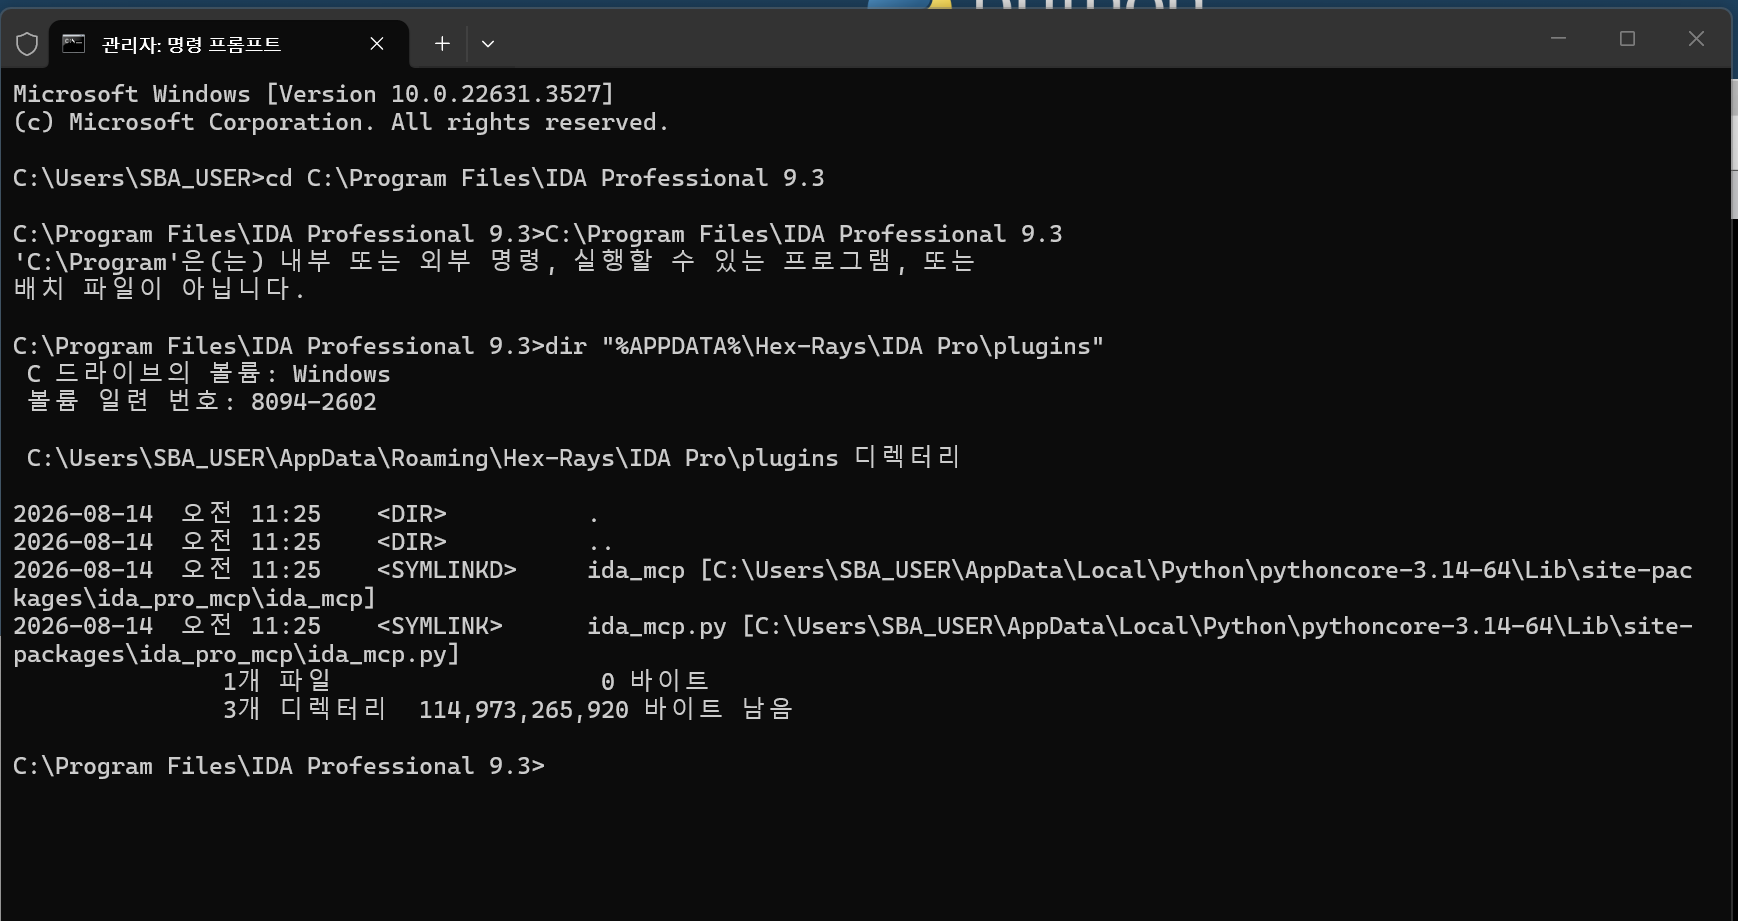 관리자: 명령 프롬프트
Microsoft Windows [Version 10.0.22631.3527]
(c) Microsoft Corporation. All rights reserved.
C:\Users\SBA_USER>cd C:\Program Files\IDA Professional 9.3
C:\Program Files\IDA Professional 9.3>C:\Program Files\IDA Professional 9.3
'C:\Program'은(는) 내부 또는 외부 명령, 실행할 수 있는 프로그램, 또는
배치 파일이 아닙니다.
C:\Program Files\IDA Professional 9.3>dir "%APPDATA%\Hex-Rays\IDA Pro\plugins"
C 드라이브의 볼륨: Windows
볼륨 일련 번호: 8094-2602
C:\Users\SBA_USER\AppData\Roaming\Hex-Rays\IDA Pro\plugins 디렉터리
2026-08-14  오전 11:25    <DIR>          .
2026-08-14  오전 11:25    <DIR>          ..
2026-08-14  오전 11:25    <SYMLINKD>     ida_mcp [C:\Users\SBA_USER\AppData\Local\Python\pythoncore-3.14-64\Lib\site-pac
kages\ida_pro_mcp\ida_mcp]
2026-08-14  오전 11:25    <SYMLINK>      ida_mcp.py [C:\Users\SBA_USER\AppData\Local\Python\pythoncore-3.14-64\Lib\site-
packages\ida_pro_mcp\ida_mcp.py]
1개 파일                   0 바이트
3개 디렉터리  114,973,265,920 바이트 남음
C:\Program Files\IDA Professional 9.3>